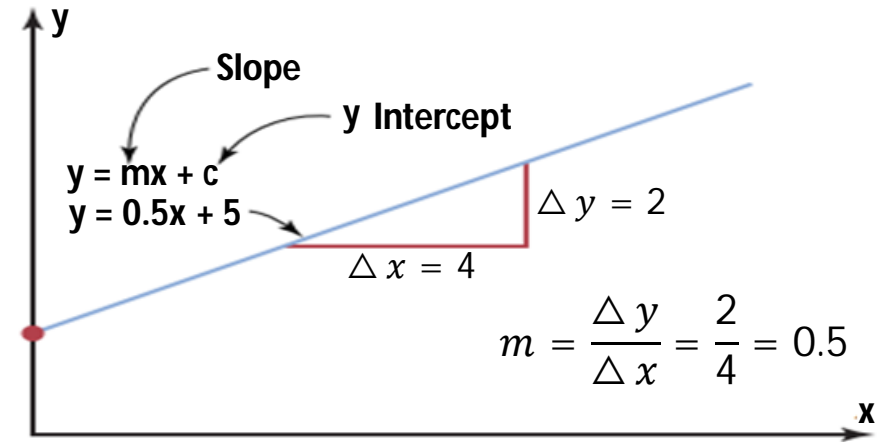 y
Slope
y Intercept
y = mx + c
y = 0.5x + 5
△ y = 2
△ x = 4
m = △ y / △ x = 2 / 4 = 0.5
x